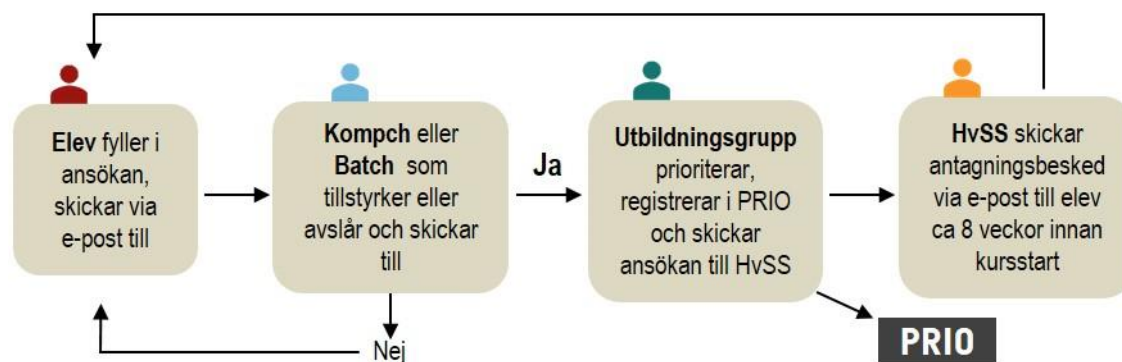 Elev fyller i
ansökan,
skickar via
e-post till
Kompch eller
Batch som
tillstyrker eller
avslår och skickar
till
Ja
Nej
Utbildningsgrupp
prioriterar,
registrerar i PRIO
och skickar
ansökan till HvSS
HvSS skickar
antagningsbesked
via e-post till elev
ca 8 veckor innan
kursstart
PRIO